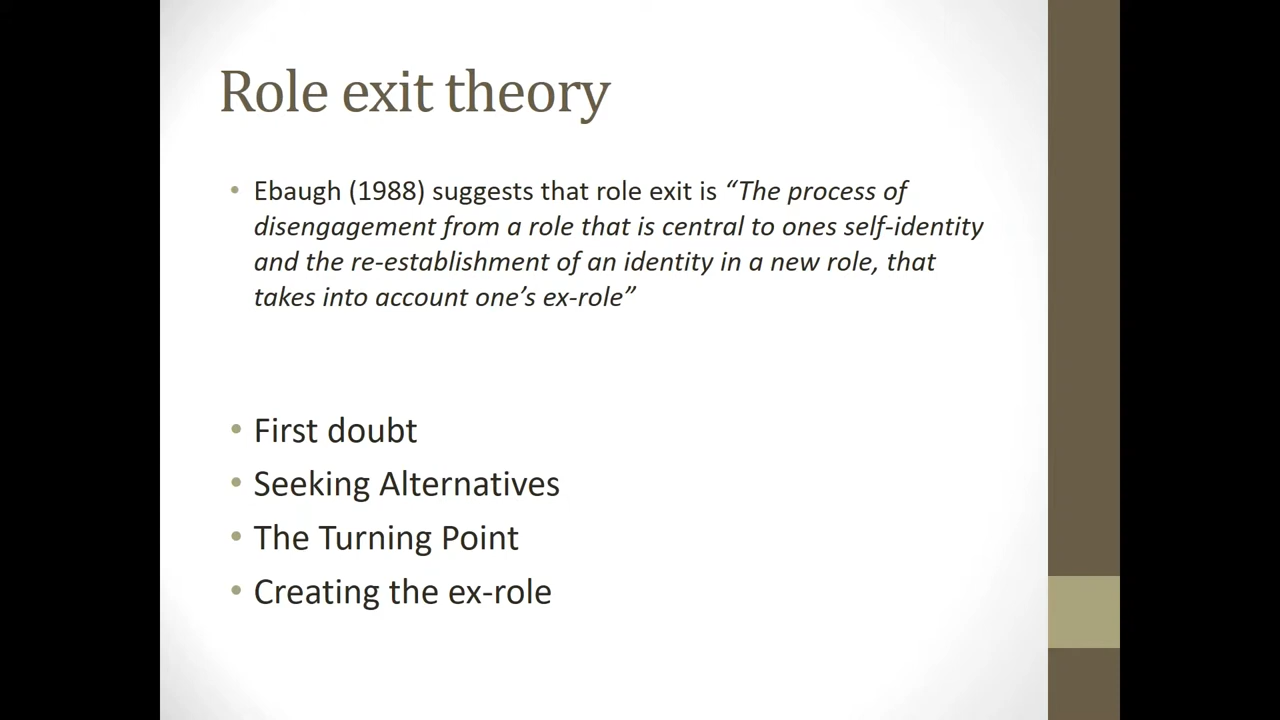 Role exit theory
• Ebaugh (1988) suggests that role exit is “The process of
disengagement from a role that is central to ones self-identity
and the re-establishment of an identity in a new role, that
takes into account one’s ex-role”
• First doubt
• Seeking Alternatives
• The Turning Point
• Creating the ex-role